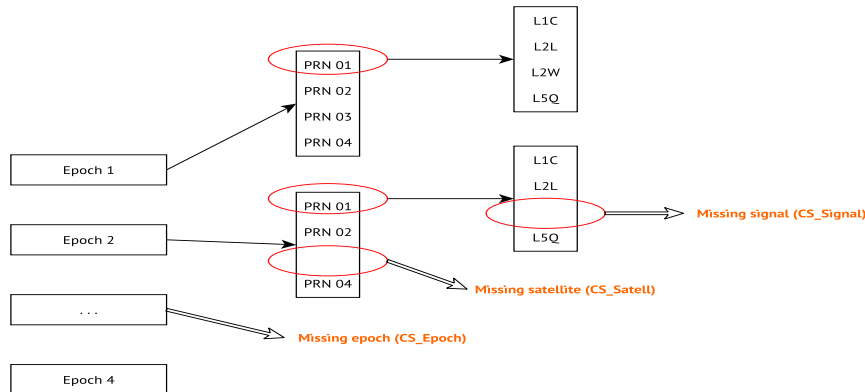 L1C
L2L
L2W
L5Q
PRN 01
PRN 02
PRN 03
PRN 04
Epoch 1
L1C
L2L
L5Q
Missing signal (CS_Signal)
PRN 01
PRN 02
PRN 04
Epoch 2
Missing satellite (CS_Satell)
. . .
Missing epoch (CS_Epoch)
Epoch 4